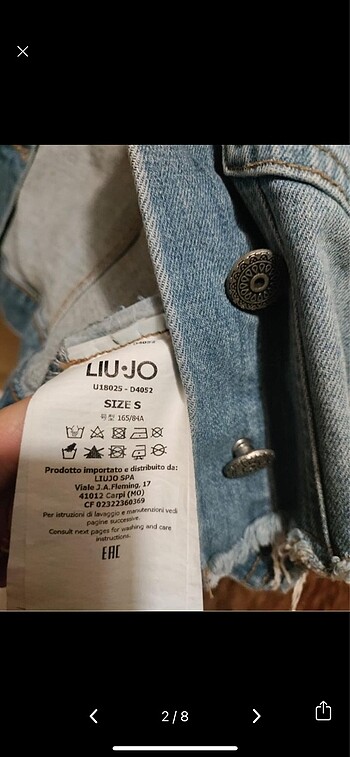 LIU·JO
U18025 - D4052
SIZE S
号型 165/84A
Prodotto importato e distribuito da:
LIUJO SPA
Viale J.A.Fleming, 17
41012 Carpi (MO)
CF 02322360369
Per istruzioni di lavaggio e manutenzioni vedi
pagine successive.
Consult next pages for washing and care
instructions.
EAC
2/8